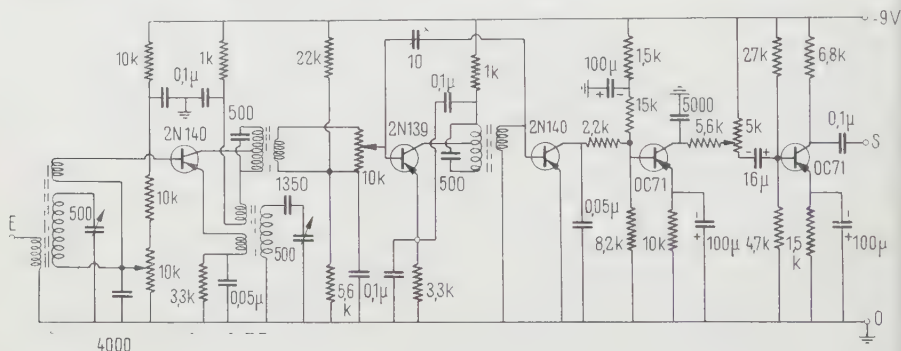 -9V
10k
1k
22k
10
1,5k
27k
6,8k
0,1µ
100µ
+ -
1k
500
0,1µ
15k
5000
0,1µ
2N140
2N139
2N140
2,2k
5,6k
5k
S
10k
500
- +
16µ
OC71
OC71
1350
10k
500
E
500
10k
500
0,05µ
8,2k
10k
-
+
100µ
4,7k
1,5
k
-
+
100µ
3,3k
0,05µ
5,6
k
0,1µ
3,3k
0
4000